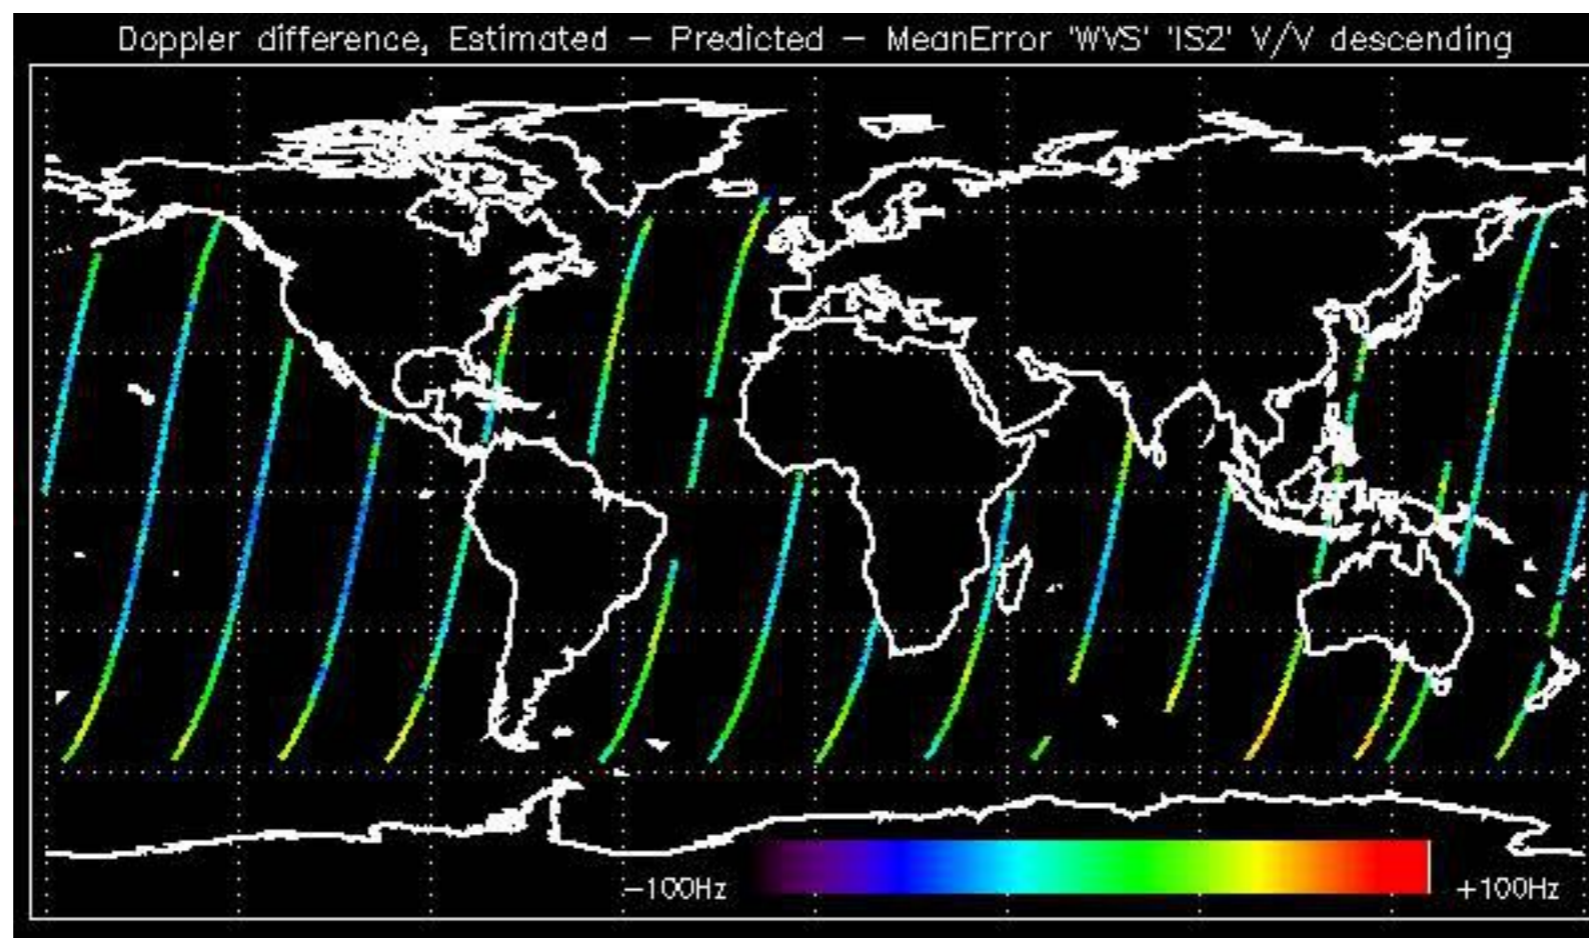 Doppler difference, Estimated – Predicted – MeanError 'WVS' 'IS2' V/V descending
–100Hz +100Hz